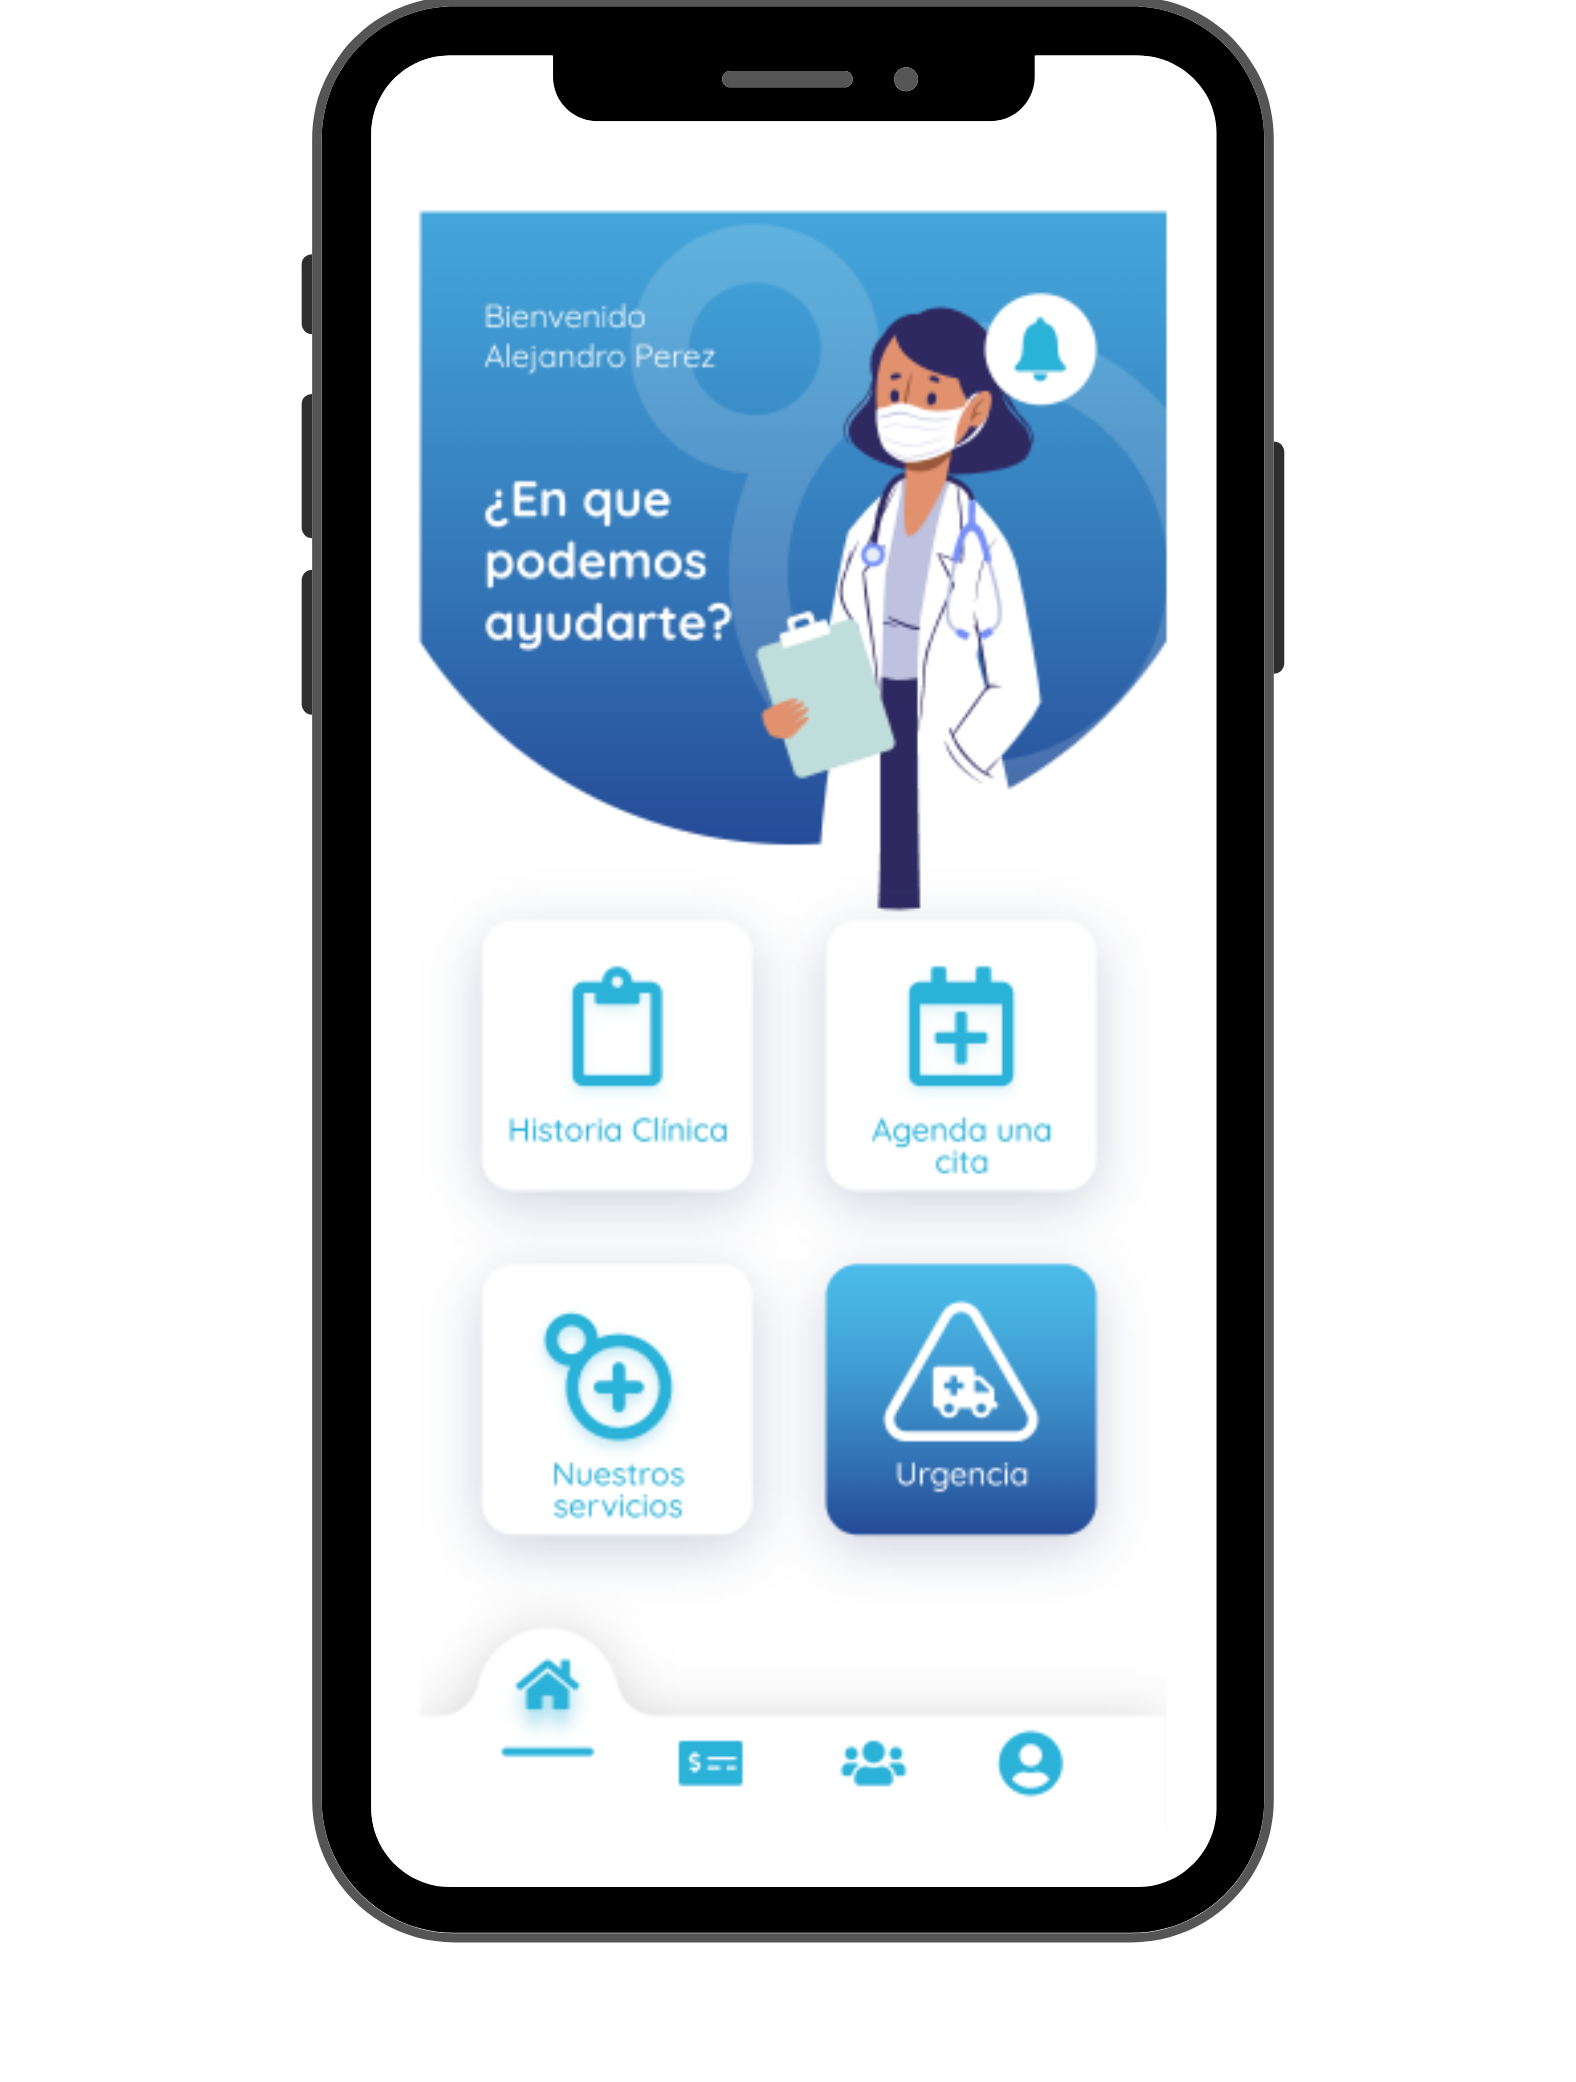 Bienvenido
Alejandro Perez
¿En que
podemos
ayudarte?
Historia Clínica
Agenda una
cita
Nuestros
servicios
Urgencia
$